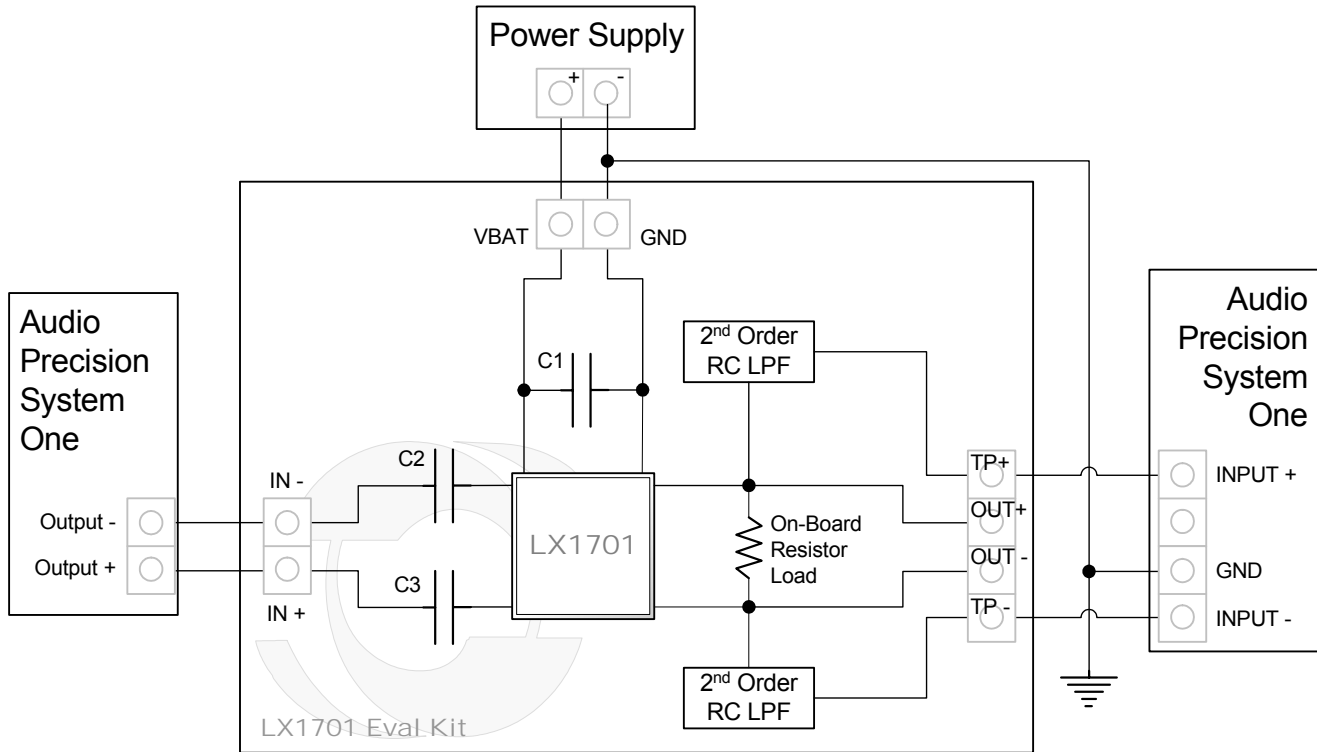 Power Supply
+
-
VBAT
GND
Audio
Precision
System
One
Output -
Output +
IN -
IN +
C1
C2
C3
LX1701
2nd Order
RC LPF
On-Board
Resistor
Load
2nd Order
RC LPF
TP+
OUT+
OUT -
TP -
Audio
Precision
System
One
INPUT +
GND
INPUT -
LX1701 Eval Kit